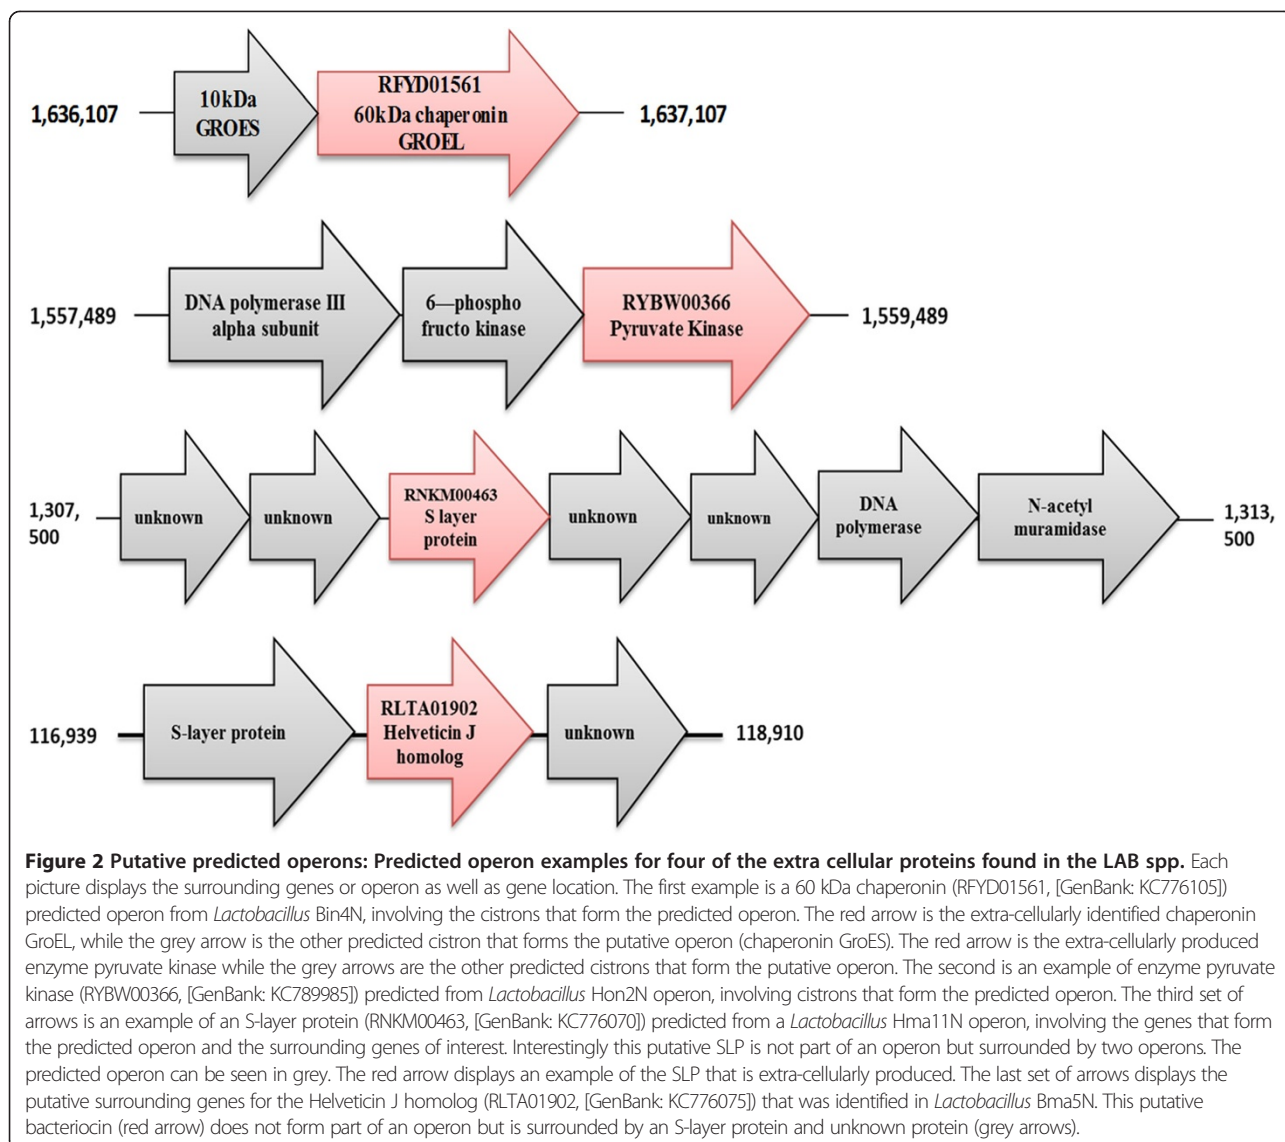 1,636,107
10kDa
GROES
RFYD01561
60kDa chaperonin
GROEL
1,637,107
1,557,489
DNA polymerase III
alpha subunit
6—phospho
fructo kinase
RYBW00366
Pyruvate Kinase
1,559,489
1,307,
500
unknown
unknown
RNKM00463
S layer
protein
unknown
unknown
DNA
polymerase
N-acetyl
muramidase
1,313,
500
116,939
S-layer protein
RLTA01902
Helveticin J
homolog
unknown
118,910
Figure 2 Putative predicted operons: Predicted operon examples for four of the extra cellular proteins found in the LAB spp. Each
picture displays the surrounding genes or operon as well as gene location. The first example is a 60 kDa chaperonin (RFYD01561, [GenBank: KC776105])
predicted operon from Lactobacillus Bin4N, involving the cistrons that form the predicted operon. The red arrow is the extra-cellularly identified chaperonin
GroEL, while the grey arrow is the other predicted cistron that forms the putative operon (chaperonin GroES). The red arrow is the extra-cellularly produced
enzyme pyruvate kinase while the grey arrows are the other predicted cistrons that form the putative operon. The second is an example of enzyme pyruvate
kinase (RYBW00366, [GenBank: KC789985]) predicted from Lactobacillus Hon2N operon, involving cistrons that form the predicted operon. The third set of
arrows is an example of an S-layer protein (RNKM00463, [GenBank: KC776070]) predicted from a Lactobacillus Hma11N operon, involving the genes that form
the predicted operon and the surrounding genes of interest. Interestingly this putative SLP is not part of an operon but surrounded by two operons. The
predicted operon can be seen in grey. The red arrow displays an example of the SLP that is extra-cellularly produced. The last set of arrows displays the
putative surrounding genes for the Helveticin J homolog (RLTA01902, [GenBank: KC776075]) that was identified in Lactobacillus Bma5N. This putative
bacteriocin (red arrow) does not form part of an operon but is surrounded by an S-layer protein and unknown protein (grey arrows).